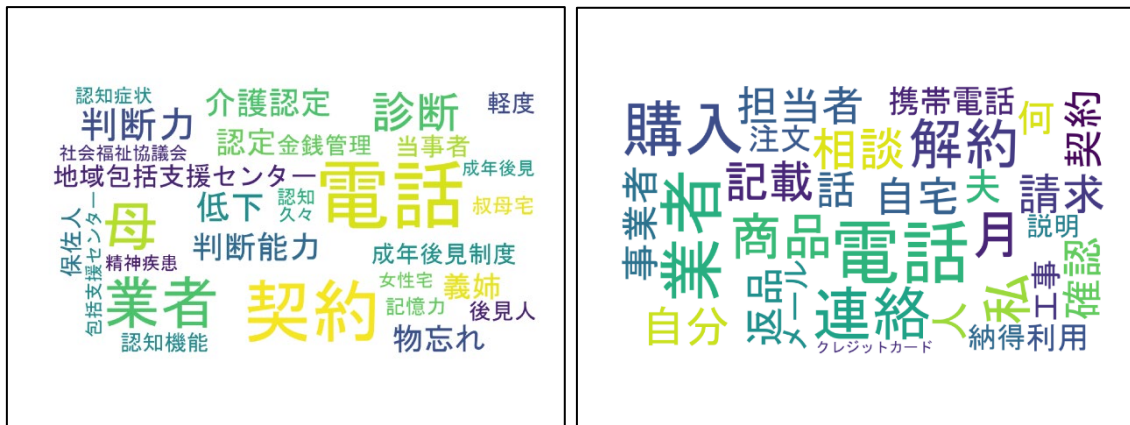 認知症状
介護認定
診断
軽度
判断力
認定
金銭管理
当事者
社会福祉協議会
地域包括支援センター
電話
成年後見
保佐人
包括支援センター
母
低下
認知
久々
叔母宅
精神疾患
判断能力
成年後見制度
業者
契約
女性宅
義姉
記憶力
後見人
認知機能
物忘れ
購入
担当者
携帯電話
何
契約
注文
相談
解約
事業者
業者
記載
話
自宅
夫
請求
商品
電話
月
説明
返品
メール
連絡
人
私
工事
確認
自分
クレジットカード
納得
利用